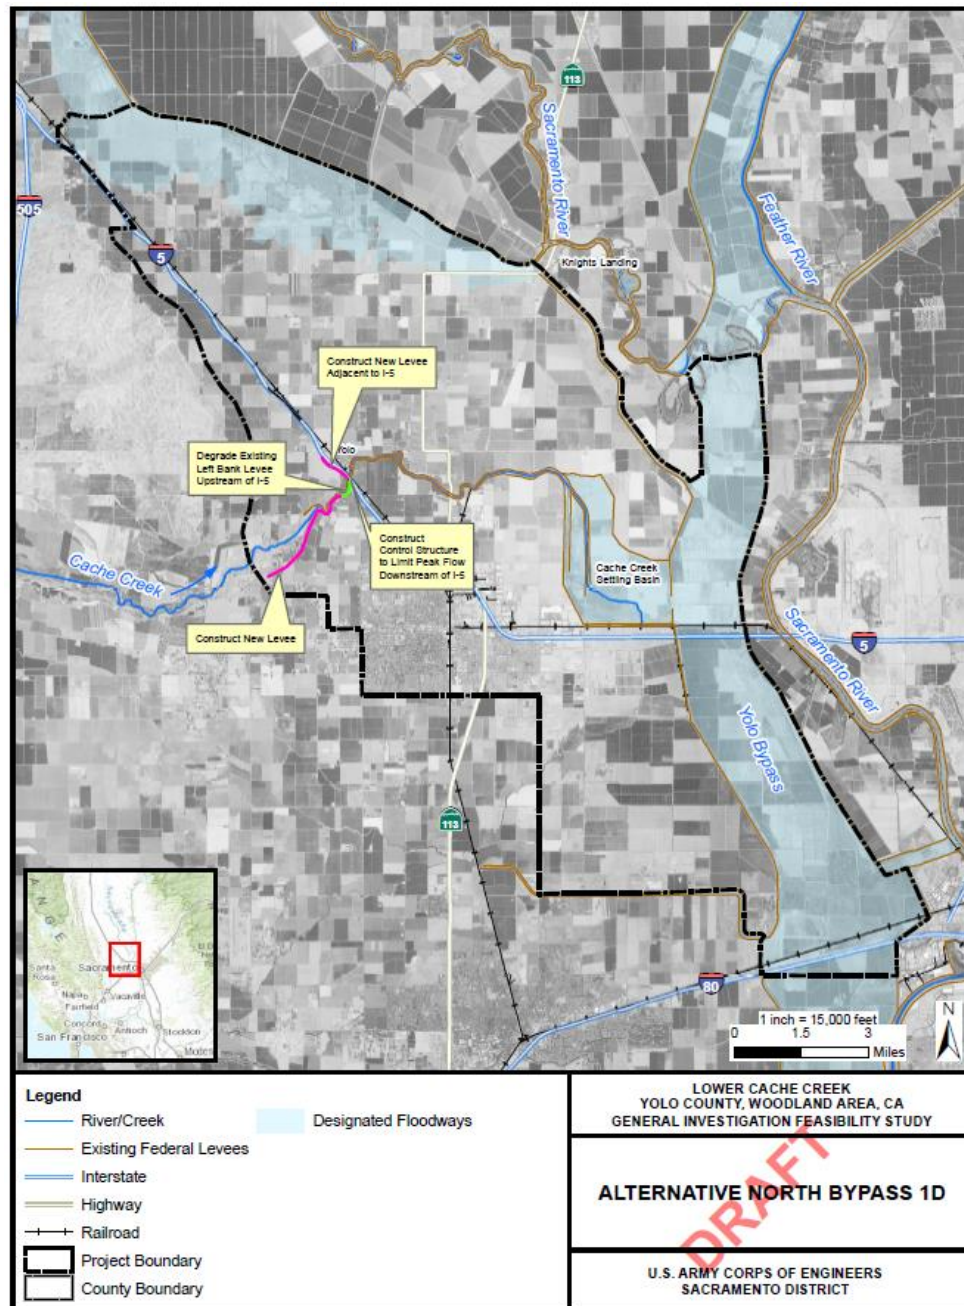 113
Sacramento River
Feather River
505
5
Knights Landing
Construct New Levee
Adjacent to I-5
Yolo
Degrade Existing
Left Bank Levee
Upstream of I-5
Construct
Control Structure
to Limit Peak Flow
Downstream of I-5
Cache Creek
Cache Creek
Settling Basin
Construct New Levee
5
Sacramento River
Yolo Bypass
113
80
Sacramento
Santa
Rosa
Napa
Vacaville
Fairfield
Concord
Antioch
Stockton
San Francisco
N
1 inch = 15,000 feet
0 1.5 3
Miles
Legend
River/Creek
Designated Floodways
Existing Federal Levees
Interstate
Highway
Railroad
Project Boundary
County Boundary
LOWER CACHE CREEK
YOLO COUNTY, WOODLAND AREA, CA
GENERAL INVESTIGATION FEASIBILITY STUDY
ALTERNATIVE NORTH BYPASS 1D
DRAFT
U.S. ARMY CORPS OF ENGINEERS
SACRAMENTO DISTRICT